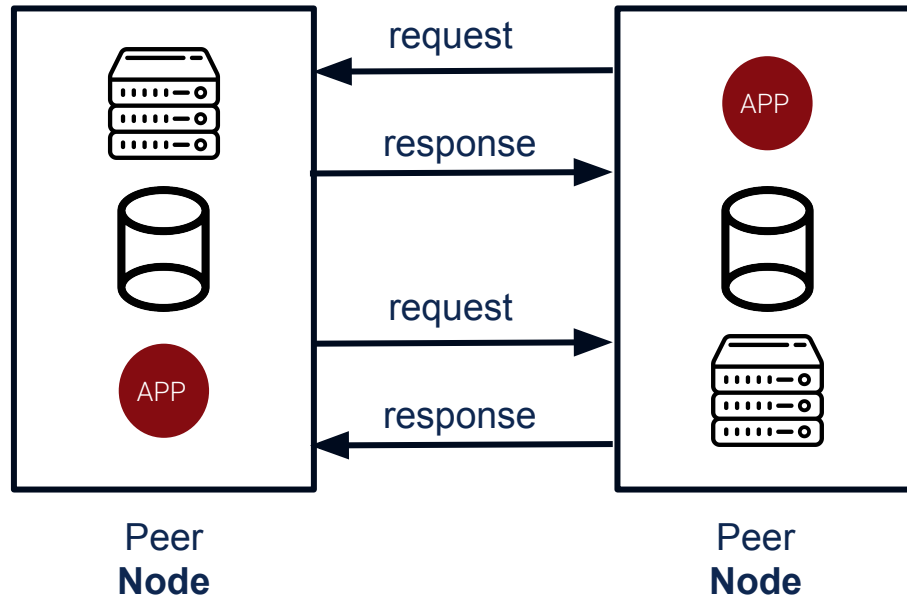 request
APP
response
request
APP
response
Peer
Node
Peer
Node